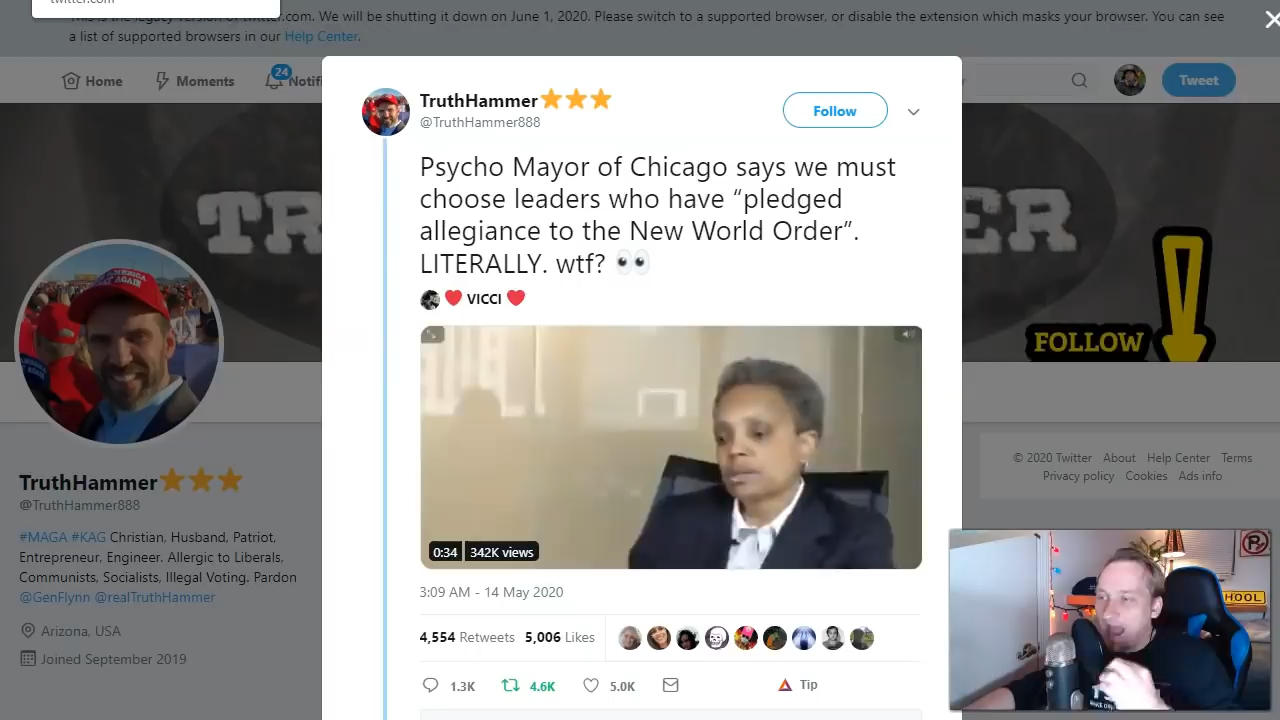 twitter.com
This is the legacy version of twitter.com. We will be shutting it down on June 1, 2020. Please switch to a supported browser, or disable the extension which masks your browser. You can see
a list of supported browsers in our Help Center.
Home
Moments
24
Notifi
Tweet
TR
ER
TruthHammer
@TruthHammer888
Follow
Psycho Mayor of Chicago says we must
choose leaders who have “pledged
allegiance to the New World Order”.
LITERALLY. wtf? 👀
❤ VICCI ❤
0:34
342K views
3:09 AM - 14 May 2020
4,554 Retweets 5,006 Likes
1.3K
4.6K
5.0K
Tip
TruthHammer
@TruthHammer888
#MAGA #KAG Christian, Husband, Patriot,
Entrepreneur, Engineer. Allergic to Liberals,
Communists, Socialists, Illegal Voting. Pardon
@GenFlynn @realTruthHammer
Arizona, USA
Joined September 2019
FOLLOW
© 2020 Twitter About Help Center Terms
Privacy policy Cookies Ads info
HOOL